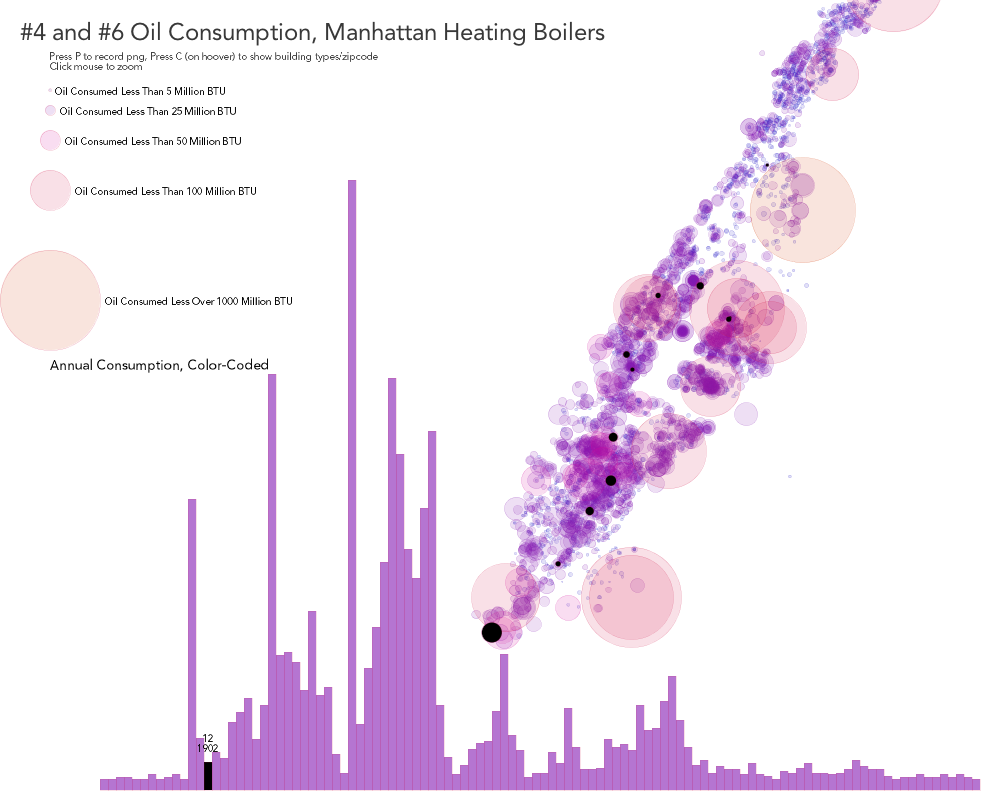 #4 and #6 Oil Consumption, Manhattan Heating Boilers
Press P to record png, Press C (on hoover) to show building types/zipcode
Click mouse to zoom
Oil Consumed Less Than 5 Million BTU
Oil Consumed Less Than 25 Million BTU
Oil Consumed Less Than 50 Million BTU
Oil Consumed Less Than 100 Million BTU
Oil Consumed Less Over 1000 Million BTU
Annual Consumption, Color-Coded
12
1902